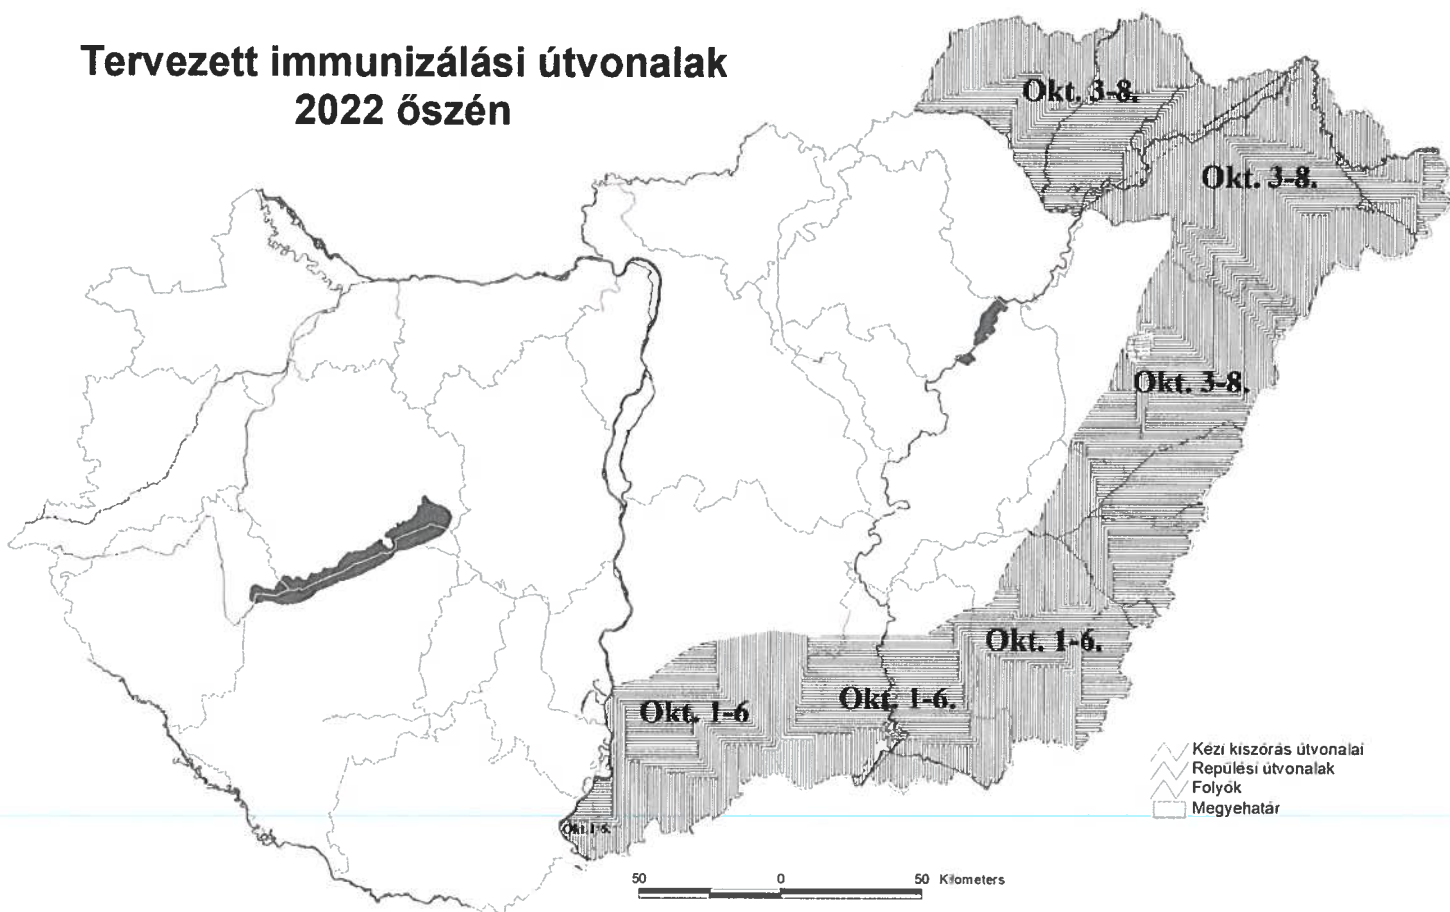 Tervezett immunizálási útvonalak
2022 őszén
Okt. 3-8.
Okt. 3-8.
Okt. 3-8.
Okt. 1-6.
Okt. 1-6.
Okt. 1-6
Okt. 1-6.
Kézi kiszórás útvonalai
Repülési útvonalak
Folyók
Megyehatár
50 0 50 Kilometers